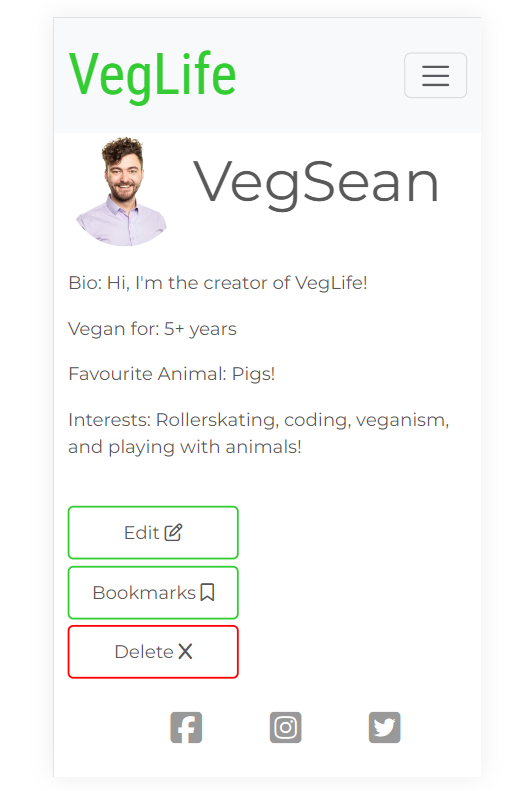 VegLife
VegSean
Bio: Hi, I'm the creator of VegLife!
Vegan for: 5+ years
Favourite Animal: Pigs!
Interests: Rollerskating, coding, veganism,
and playing with animals!
Edit
Bookmarks
Delete